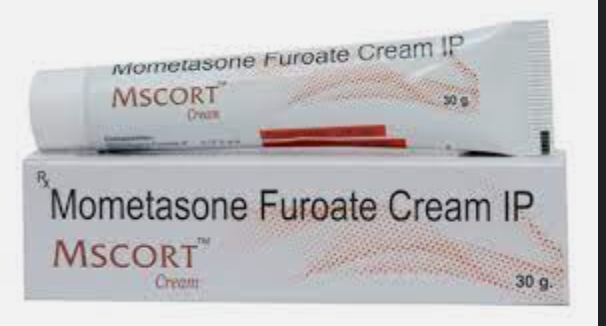 Mometasone Furoate Cream IP
MSCORT™
Cream
30 g.
Rx
Mometasone Furoate Cream IP
MSCORT™
Cream
30 g.